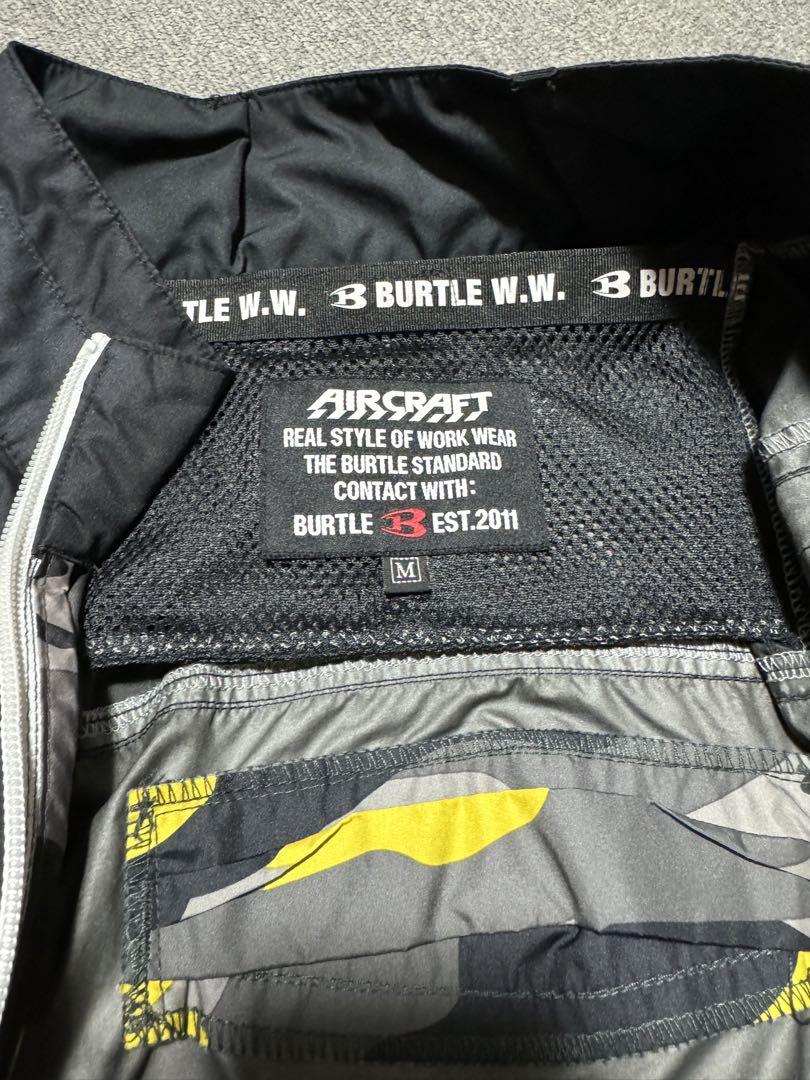 TLE W.W. B BURTLE W.W. B BURTL
AIRCRAFT
REAL STYLE OF WORK WEAR
THE BURTLE STANDARD
CONTACT WITH:
BURTLE B EST.2011
M